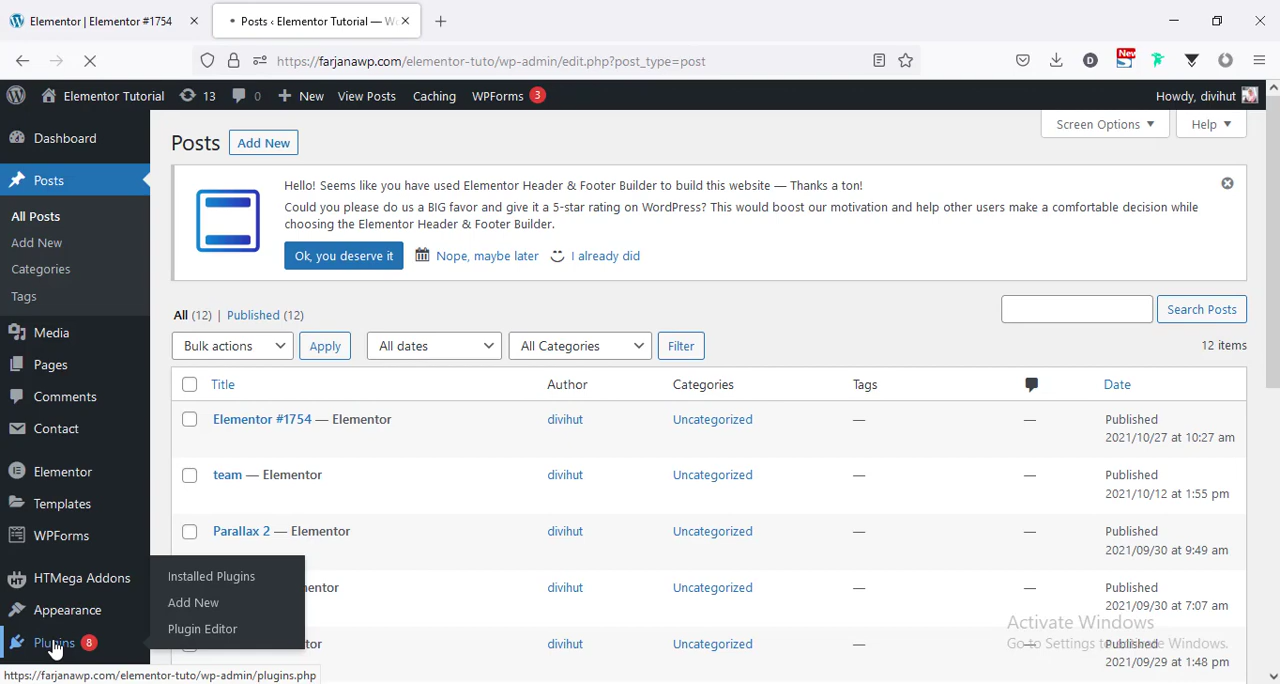 Elementor | Elementor #1754
Posts ‹ Elementor Tutorial — W
https://farjanawp.com/elementor-tuto/wp-admin/edit.php?post_type=post
D
New
Elementor Tutorial
13
0
New
View Posts
Caching
WPForms
3
Howdy, divihut
Dashboard
Posts
All Posts
Add New
Categories
Tags
Media
Pages
Comments
Contact
Elementor
Templates
WPForms
HTMega Addons
Appearance
Plugins 8
Installed Plugins
Add New
Plugin Editor
Posts
Add New
Screen Options
Help
Hello! Seems like you have used Elementor Header & Footer Builder to build this website — Thanks a ton!
Could you please do us a BIG favor and give it a 5-star rating on WordPress? This would boost our motivation and help other users make a comfortable decision while
choosing the Elementor Header & Footer Builder.
Ok, you deserve it
Nope, maybe later
I already did
All (12) | Published (12)
Search Posts
Bulk actions
Apply
All dates
All Categories
Filter
12 items
Title Author Categories Tags Date
Elementor #1754 — Elementor divihut Uncategorized — — Published
2021/10/27 at 10:27 am
team — Elementor divihut Uncategorized — — Published
2021/10/12 at 1:55 pm
Parallax 2 — Elementor divihut Uncategorized — — Published
2021/09/30 at 9:49 am
mentor divihut Uncategorized — — Published
2021/09/30 at 7:07 am
tor divihut Uncategorized — — Published
2021/09/29 at 1:48 pm
Activate Windows
Go to Settings to activate Windows.
https://farjanawp.com/elementor-tuto/wp-admin/plugins.php